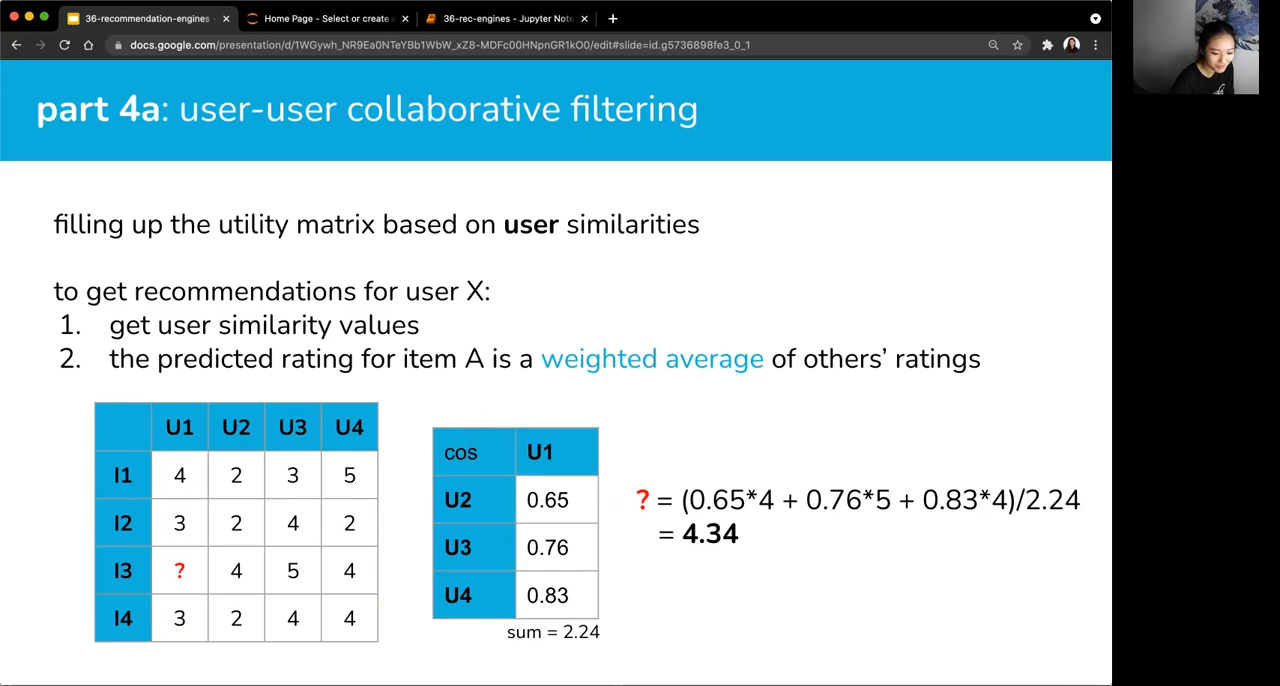 36-recommendation-engines -
Home Page - Select or create a
36-rec-engines - Jupyter Note
docs.google.com/presentation/d/1WGywh_NR9Ea0NTeYBb1WbW_xZ8-MDFc00HNpnGR1kO0/edit#slide=id.g5736898fe3_0_1
part 4a: user-user collaborative filtering
filling up the utility matrix based on user similarities
to get recommendations for user X:
1. get user similarity values
2. the predicted rating for item A is a weighted average of others’ ratings
U1 U2 U3 U4
I1 4 2 3 5
I2 3 2 4 2
I3 ? 4 5 4
I4 3 2 4 4
cos U1
U2 0.65
U3 0.76
U4 0.83
sum = 2.24
? = (0.65*4 + 0.76*5 + 0.83*4)/2.24
= 4.34